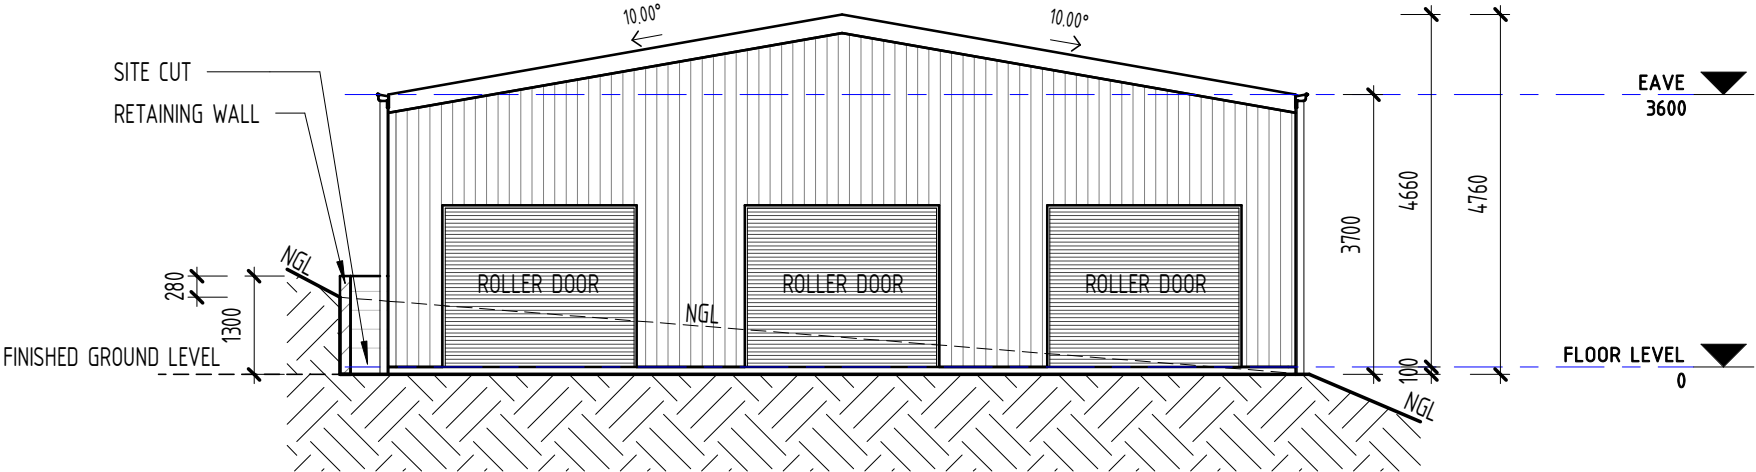 10.00°
10.00°
SITE CUT
RETAINING WALL
EAVE
3600
4660
4760
3700
NGL
280
1300
ROLLER DOOR
ROLLER DOOR
ROLLER DOOR
NGL
FINISHED GROUND LEVEL
FLOOR LEVEL
0
100
NGL